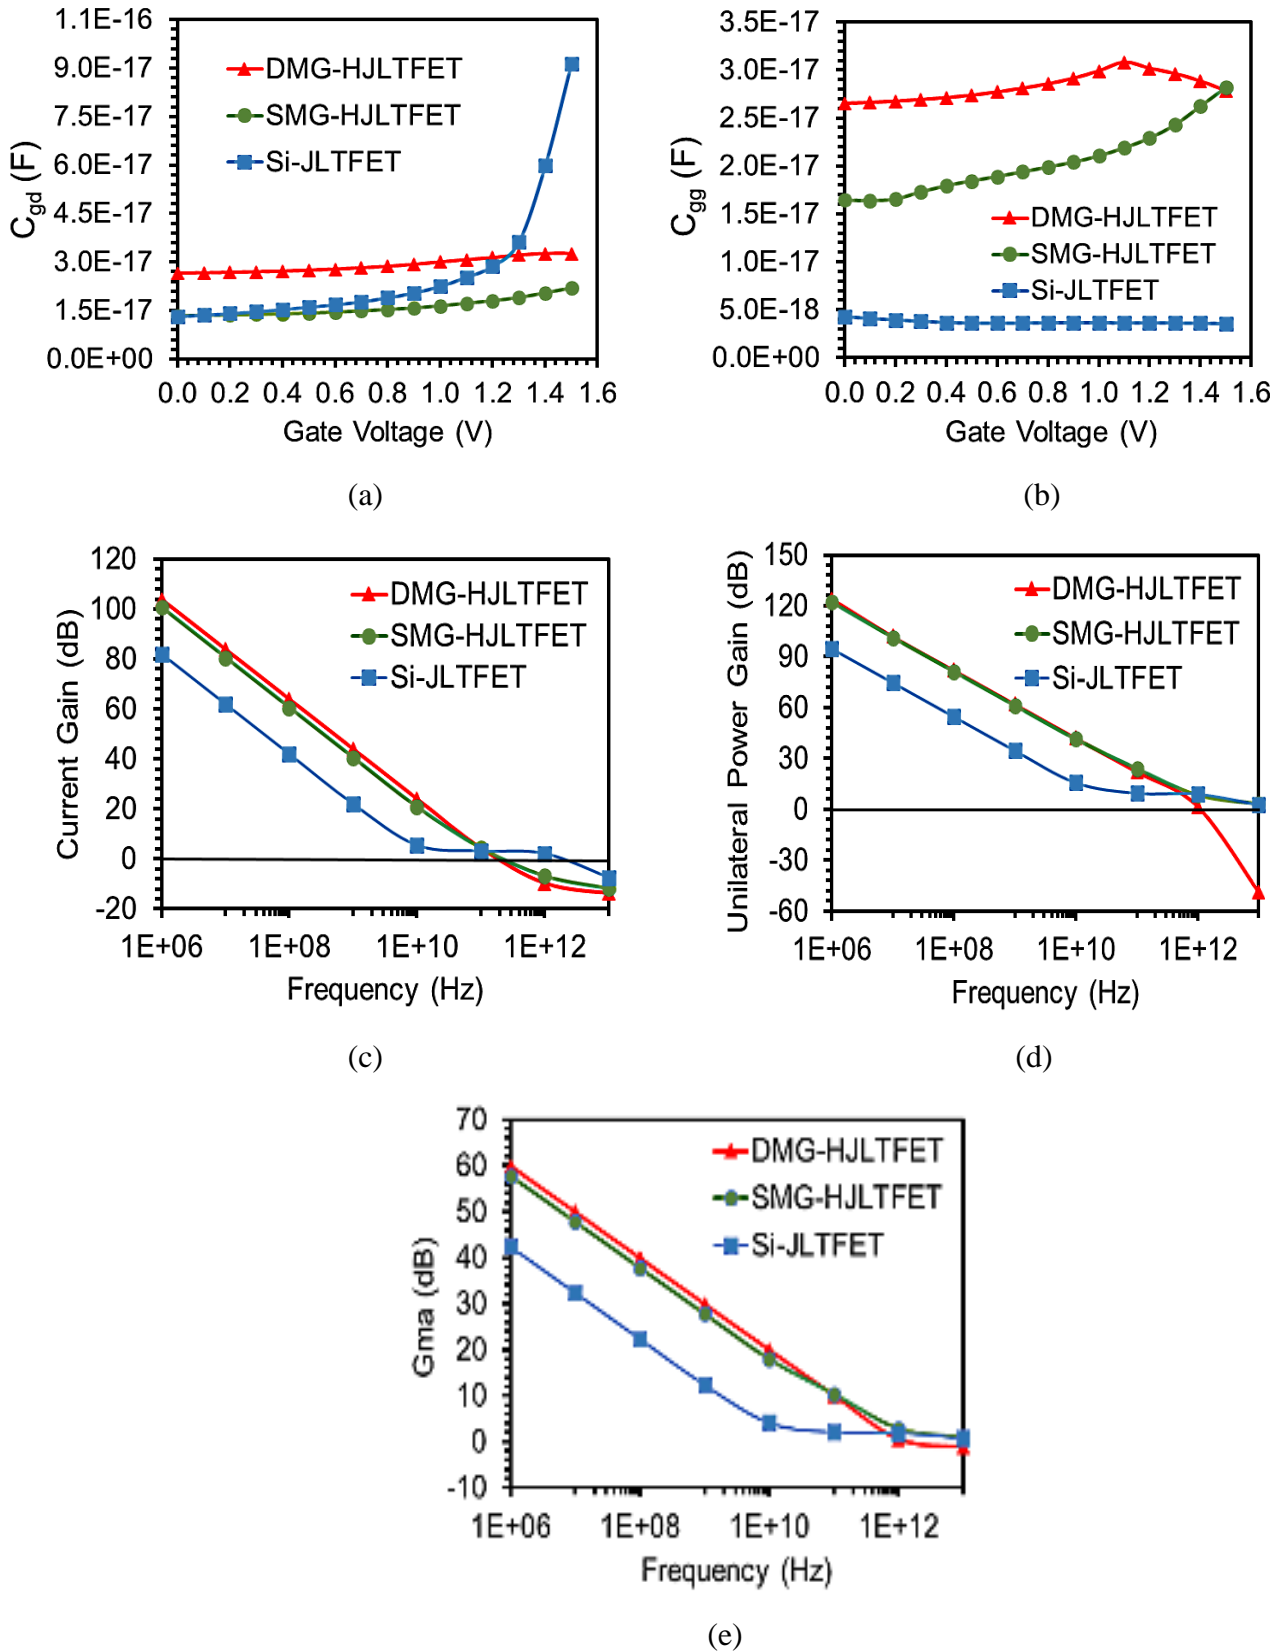 1.1E-16
9.0E-17
7.5E-17
6.0E-17
4.5E-17
3.0E-17
1.5E-17
0.0E+00
C_gd (F)
DMG-HJLTFET
SMG-HJLTFET
Si-JLTFET
0.0 0.2 0.4 0.6 0.8 1.0 1.2 1.4 1.6
Gate Voltage (V)
(a)
3.5E-17
3.0E-17
2.5E-17
2.0E-17
1.5E-17
1.0E-17
5.0E-18
0.0E+00
C_gg (F)
DMG-HJLTFET
SMG-HJLTFET
Si-JLTFET
0.0 0.2 0.4 0.6 0.8 1.0 1.2 1.4 1.6
Gate Voltage (V)
(b)
120
100
80
60
40
20
0
-20
Current Gain (dB)
DMG-HJLTFET
SMG-HJLTFET
Si-JLTFET
1E+06 1E+08 1E+10 1E+12
Frequency (Hz)
(c)
150
120
90
60
30
0
-30
-60
Unilateral Power Gain (dB)
DMG-HJLTFET
SMG-HJLTFET
Si-JLTFET
1E+06 1E+08 1E+10 1E+12
Frequency (Hz)
(d)
70
60
50
40
30
20
10
0
-10
Gma (dB)
DMG-HJLTFET
SMG-HJLTFET
Si-JLTFET
1E+06 1E+08 1E+10 1E+12
Frequency (Hz)
(e)